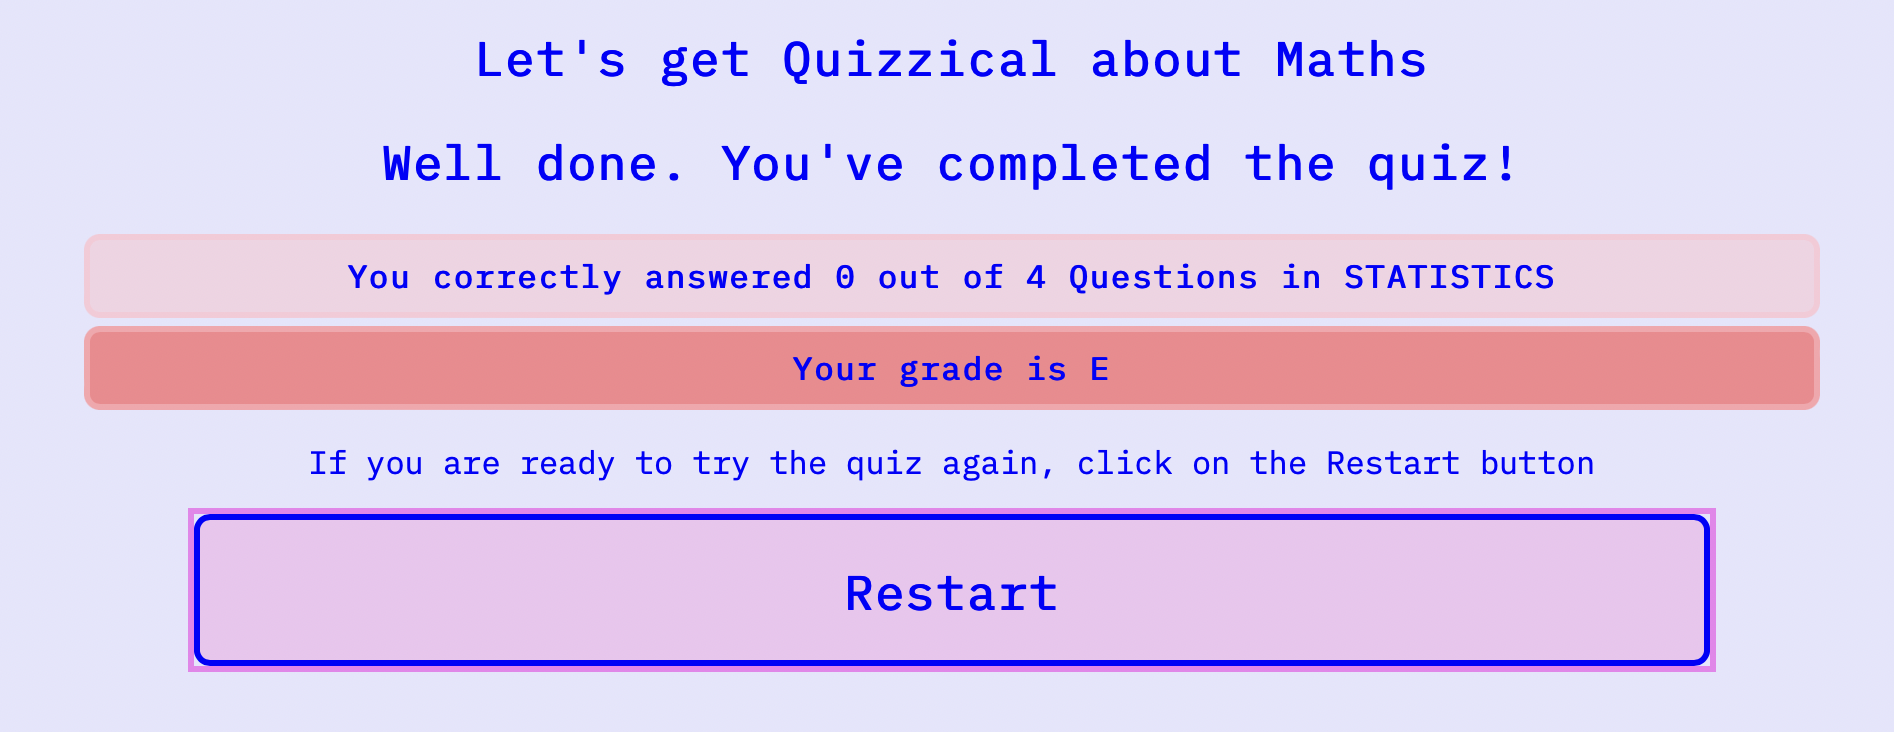 Let's get Quizzical about Maths
Well done. You've completed the quiz!
You correctly answered 0 out of 4 Questions in STATISTICS
Your grade is E
If you are ready to try the quiz again, click on the Restart button
Restart